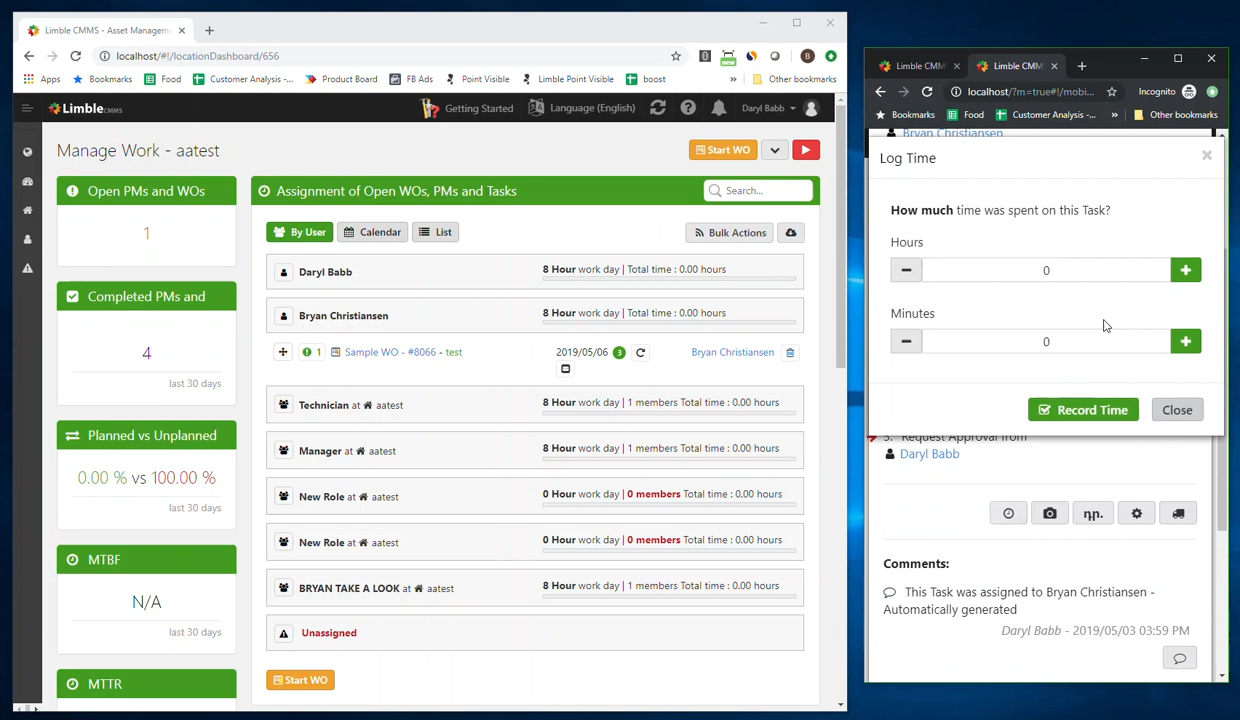 Limble CMMS - Asset Managem
localhost/#!/locationDashboard/656
B
new
Apps Bookmarks Food Customer Analysis -... Product Board FB Ads Point Visible Limble Point Visible boost » Other bookmarks
Limble CMMS Getting Started Language (English) Daryl Babb
Manage Work - aatest
Start WO
Open PMs and WOs
1
Completed PMs and
4
last 30 days
Planned vs Unplanned
0.00 % vs 100.00 %
last 30 days
MTBF
N/A
last 30 days
MTTR
Assignment of Open WOs, PMs and Tasks
Search...
By User Calendar List Bulk Actions
Daryl Babb 8 Hour work day | Total time : 0.00 hours
Bryan Christiansen 8 Hour work day | Total time : 0.00 hours
1 Sample WO - #8066 - test 2019/05/06 3 Bryan Christiansen
Technician at aatest 8 Hour work day | 1 members Total time : 0.00 hours
Manager at aatest 8 Hour work day | 1 members Total time : 0.00 hours
New Role at aatest 0 Hour work day | 0 members Total time : 0.00 hours
New Role at aatest 0 Hour work day | 0 members Total time : 0.00 hours
BRYAN TAKE A LOOK at aatest 8 Hour work day | 1 members Total time : 0.00 hours
Unassigned
Start WO
Limble CMM Limble CMM
localhost/?m=true#!/mobi... Incognito
Bookmarks Food Customer Analysis -... » Other bookmarks
Bryan Christiansen
Log Time ×
How much time was spent on this Task?
Hours
− 0 +
Minutes
− 0 +
Record Time Close
5. Request Approval from
Daryl Babb
դր.
Comments:
This Task was assigned to Bryan Christiansen -
Automatically generated
Daryl Babb - 2019/05/03 03:59 PM